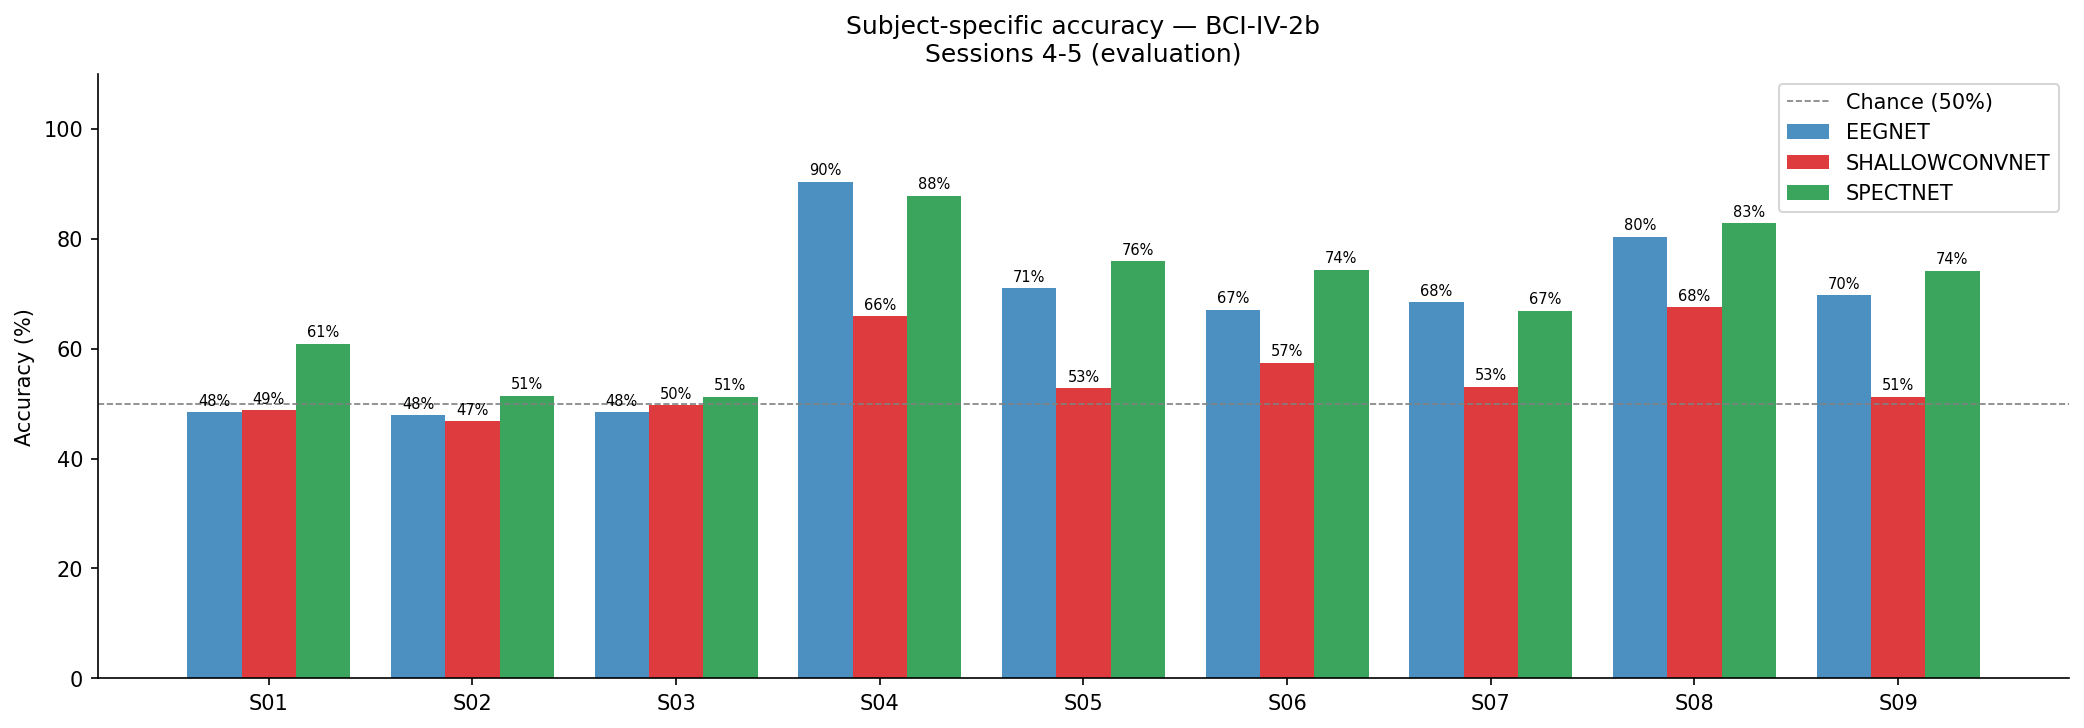 Subject-specific accuracy — BCI-IV-2b
Sessions 4-5 (evaluation)
Accuracy (%)
100
80
60
40
20
0
Chance (50%)
EEGNET
SHALLOWCONVNET
SPECTNET
48% 49% 61%
48% 47% 51%
48% 50% 51%
90% 66% 88%
71% 53% 76%
67% 57% 74%
68% 53% 67%
80% 68% 83%
70% 51% 74%
S01 S02 S03 S04 S05 S06 S07 S08 S09